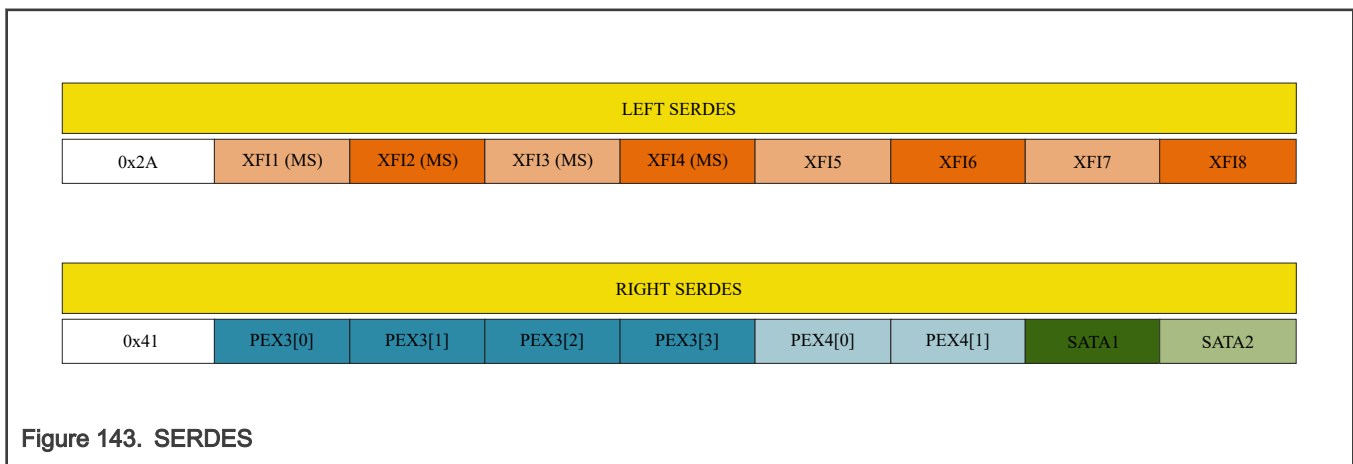 LEFT SERDES
0x2A XFI1 (MS) XFI2 (MS) XFI3 (MS) XFI4 (MS) XFI5 XFI6 XFI7 XFI8
RIGHT SERDES
0x41 PEX3[0] PEX3[1] PEX3[2] PEX3[3] PEX4[0] PEX4[1] SATA1 SATA2
Figure 143. SERDES